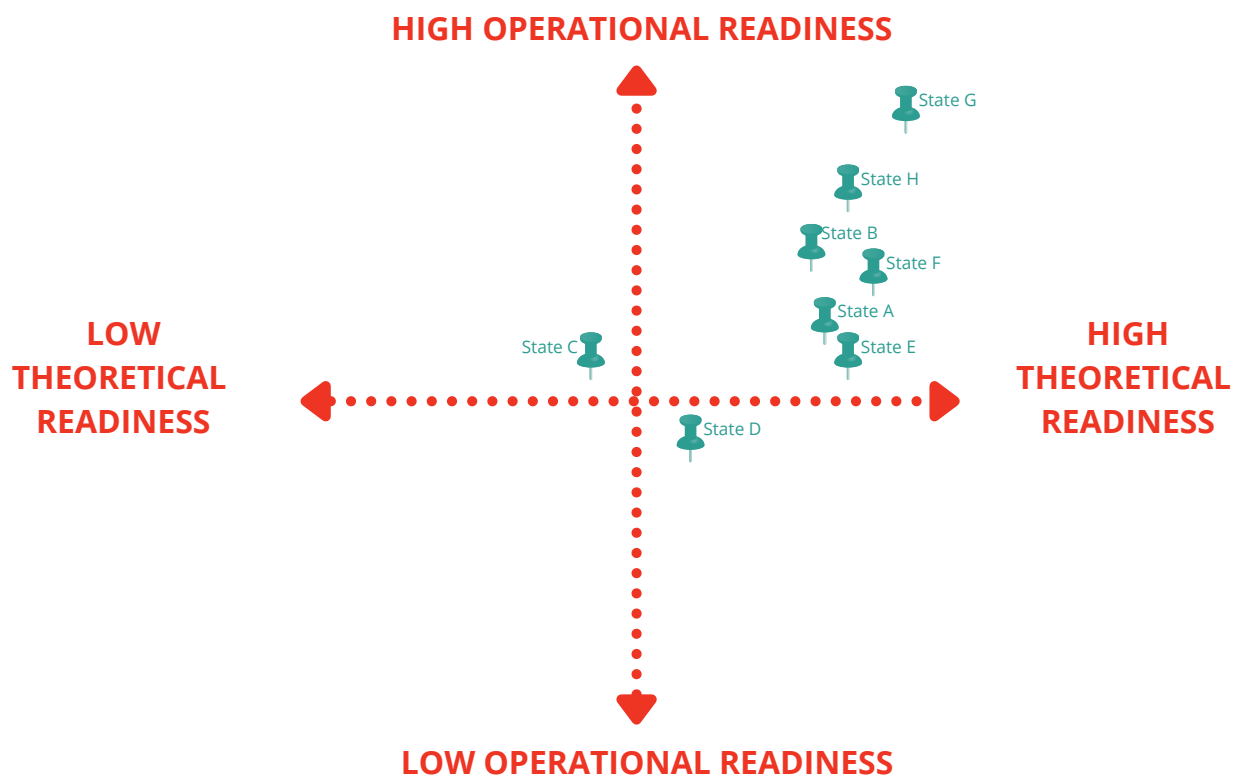 HIGH OPERATIONAL READINESS
State G
State H
State B
State F
State A
State C
State E
LOW
THEORETICAL
READINESS
HIGH
THEORETICAL
READINESS
State D
LOW OPERATIONAL READINESS